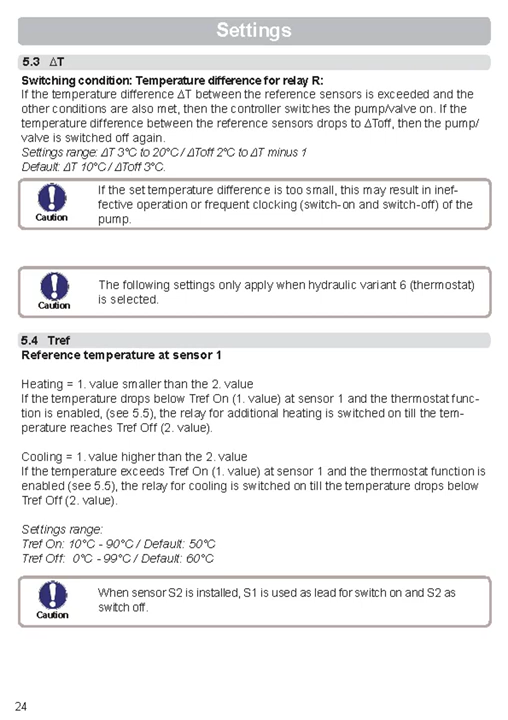 Settings
5.3 ΔT
Switching condition: Temperature difference for relay R:
If the temperature difference ΔT between the reference sensors is exceeded and the
other conditions are also met, then the controller switches the pump/valve on. If the
temperature difference between the reference sensors drops to ΔToff, then the pump/
valve is switched off again.
Settings range: ΔT 3°C to 20°C / ΔToff 2°C to ΔT minus 1
Default: ΔT 10°C / ΔToff 3°C.
If the set temperature difference is too small, this may result in inef-
fective operation or frequent clocking (switch-on and switch-off) of the
pump.
Caution
The following settings only apply when hydraulic variant 6 (thermostat)
is selected.
Caution
5.4 Tref
Reference temperature at sensor 1
Heating = 1. value smaller than the 2. value
If the temperature drops below Tref On (1. value) at sensor 1 and the thermostat func-
tion is enabled, (see 5.5), the relay for additional heating is switched on till the tem-
perature reaches Tref Off (2. value).
Cooling = 1. value higher than the 2. value
If the temperature exceeds Tref On (1. value) at sensor 1 and the thermostat function is
enabled (see 5.5), the relay for cooling is switched on till the temperature drops below
Tref Off (2. value).
Settings range:
Tref On: 10°C - 90°C / Default: 50°C
Tref Off: 0°C - 99°C / Default: 60°C
When sensor S2 is installed, S1 is used as lead for switch on and S2 as
switch off.
Caution
24